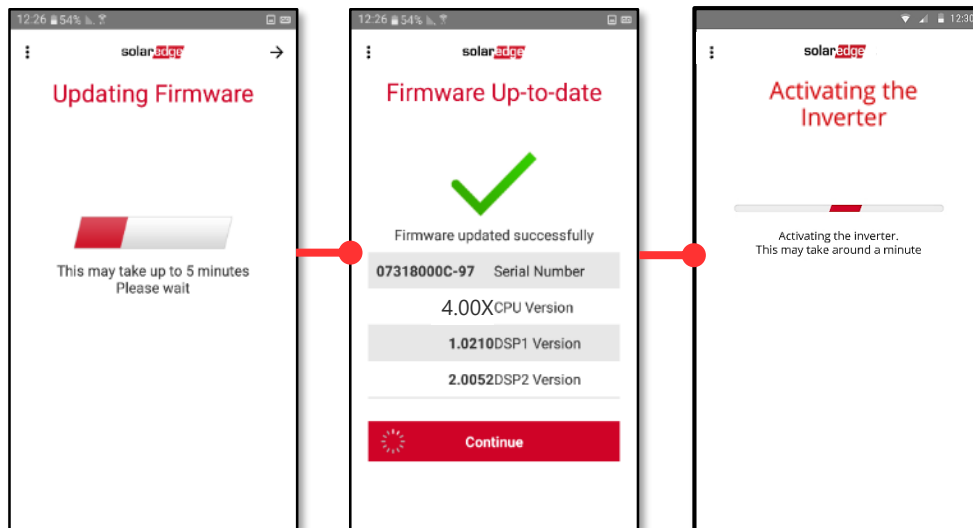 12:26 54%
solaredge
Updating Firmware
This may take up to 5 minutes
Please wait
12:26 54%
solaredge
Firmware Up-to-date
Firmware updated successfully
07318000C-97 Serial Number
4.00X CPU Version
1.0210 DSP1 Version
2.0052 DSP2 Version
Continue
12:30
solaredge
Activating the
Inverter
Activating the inverter.
This may take around a minute